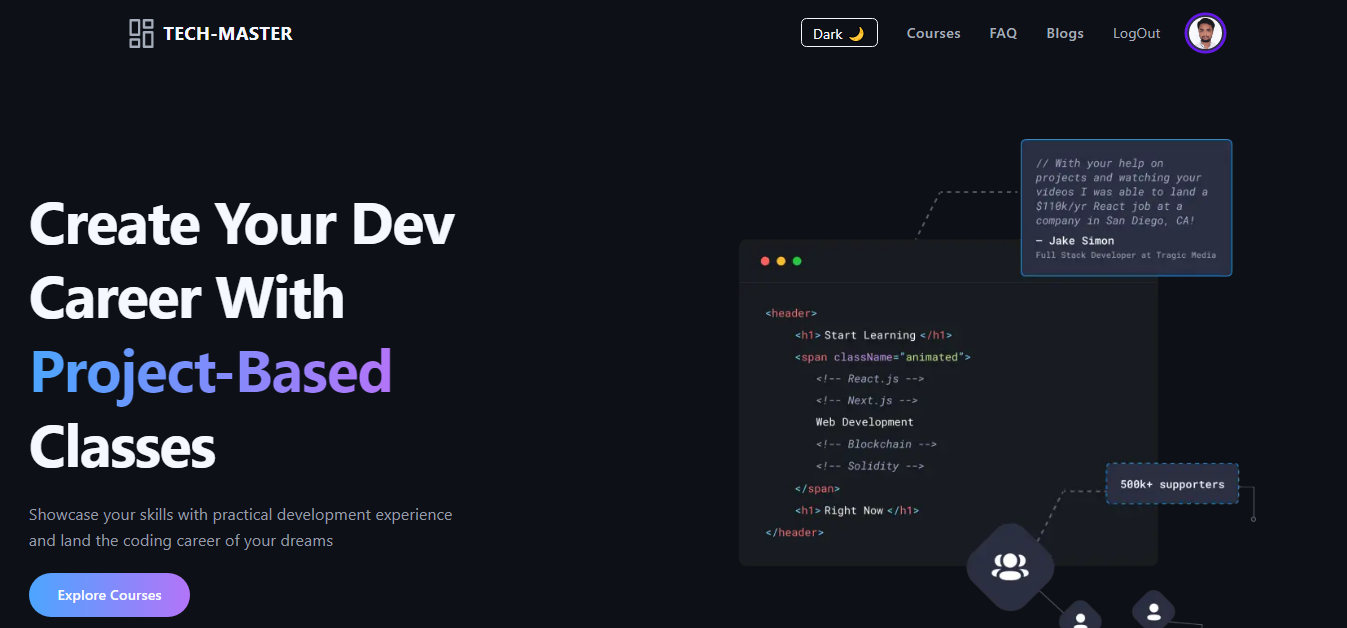 TECH-MASTER
Dark 🌙 Courses FAQ Blogs LogOut
Create Your Dev
Career With
Project-Based
Classes
Showcase your skills with practical development experience
and land the coding career of your dreams
Explore Courses
// With your help on
projects and watching your
videos I was able to land a
$110k/yr React job at a
company in San Diego, CA!
— Jake Simon
Full Stack Developer at Tragic Media
<header>
<h1> Start Learning </h1>
<span className=“animated”>
<!-- React.js -->
<!-- Next.js -->
Web Development
<!-- Blockchain -->
<!-- Solidity -->
</span>
<h1> Right Now </h1>
</header>
500k+ supporters